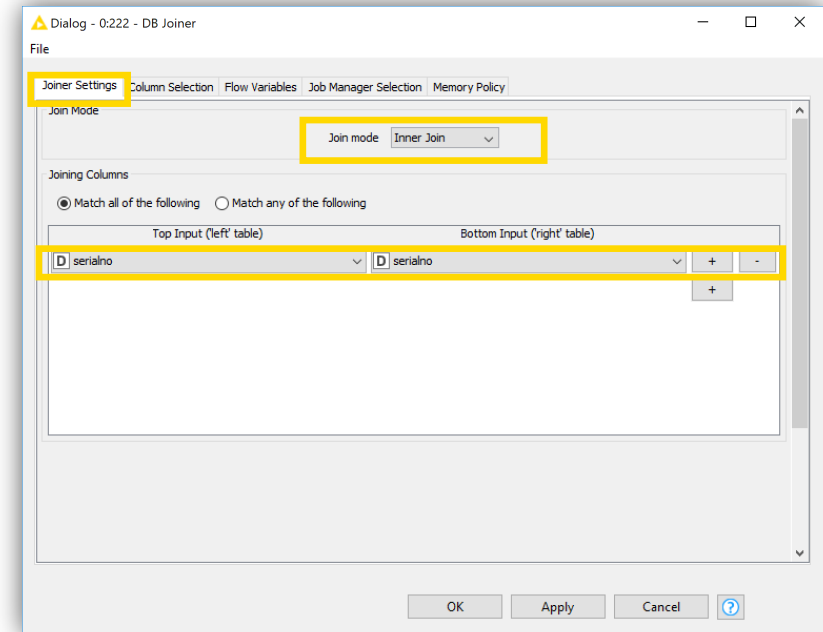 Dialog - 0:222 - DB Joiner
File
Joiner Settings Column Selection Flow Variables Job Manager Selection Memory Policy
Join Mode
Join mode Inner Join
Joining Columns
Match all of the following Match any of the following
Top Input ('left' table) Bottom Input ('right' table)
D serialno D serialno + -
+
OK Apply Cancel ?